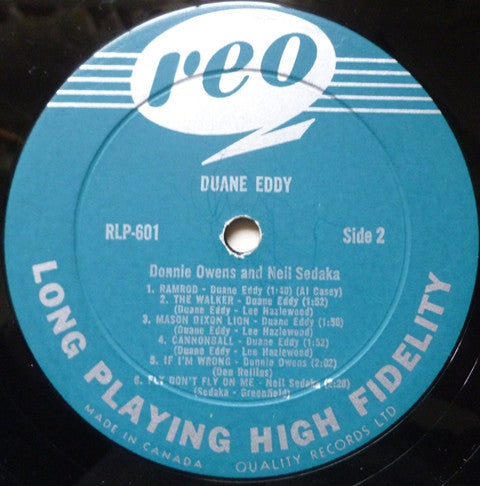 reo
DUANE EDDY
RLP-601 Side 2
Donnie Owens and Neil Sedaka
1. RAMROD - Duane Eddy (1:40) (Al Casey)
2. THE WALKER - Duane Eddy (1:52)
(Duane Eddy - Lee Hazlewood)
3. MASON DIXON LION - Duane Eddy (1:50)
(Duane Eddy - Lee Hazlewood)
4. CANNONBALL - Duane Eddy (1:52)
(Duane Eddy - Lee Hazlewood)
5. IF I'M WRONG - Donnie Owens (2:02)
(Don Rollins)
6. FLY DON'T FLY ON ME - Neil Sedaka (2:28)
(Sedaka - Greenfield)
LONG PLAYING HIGH FIDELITY
MADE IN CANADA QUALITY RECORDS LTD